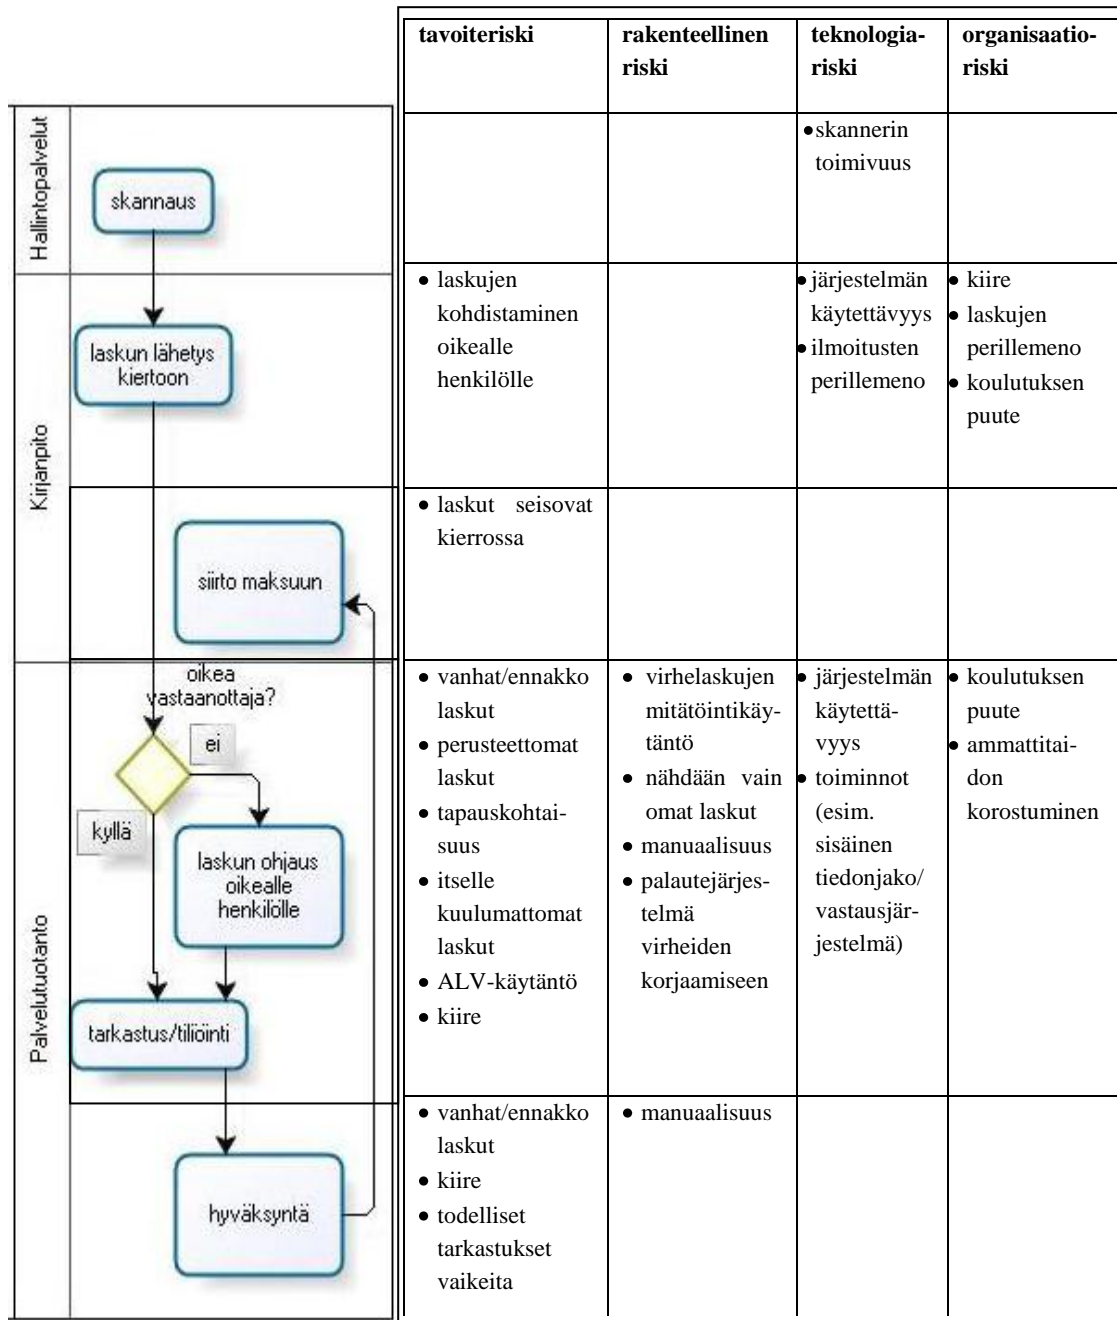 tavoiteriski
rakenteellinen
riski
teknologia-
riski
organisaatio-
riski
Hallintopalvelut
skannaus
•skannerin
toimivuus
Kirjanpito
laskun lähetys
kiertoon
• laskujen
kohdistaminen
oikealle
henkilölle
• järjestelmän
käytettävyys
• ilmoitusten
perillemeno
• kiire
• laskujen
perillemeno
• koulutuksen
puute
siirto maksuun
• laskut seisovat
kierrossa
Palvelutuotanto
oikea
vastaanottaja?
ei
kyllä
laskun ohjaus
oikealle
henkilölle
tarkastus/tiliöinti
• vanhat/ennakko
laskut
• perusteettomat
laskut
• tapauskohtai-
suus
• itselle
kuulumattomat
laskut
• ALV-käytäntö
• kiire
• virhelaskujen
mitätöintikäy-
täntö
• nähdään vain
omat laskut
• manuaalisuus
• palautejärjes-
telmä
virheiden
korjaamiseen
• järjestelmän
käytettä-
vyys
• toiminnot
(esim.
sisäinen
tiedonjako/
vastausjär-
jestelmä)
• koulutuksen
puute
• ammattitai-
don
korostuminen
hyväksyntä
• vanhat/ennakko
laskut
• kiire
• todelliset
tarkastukset
vaikeita
• manuaalisuus